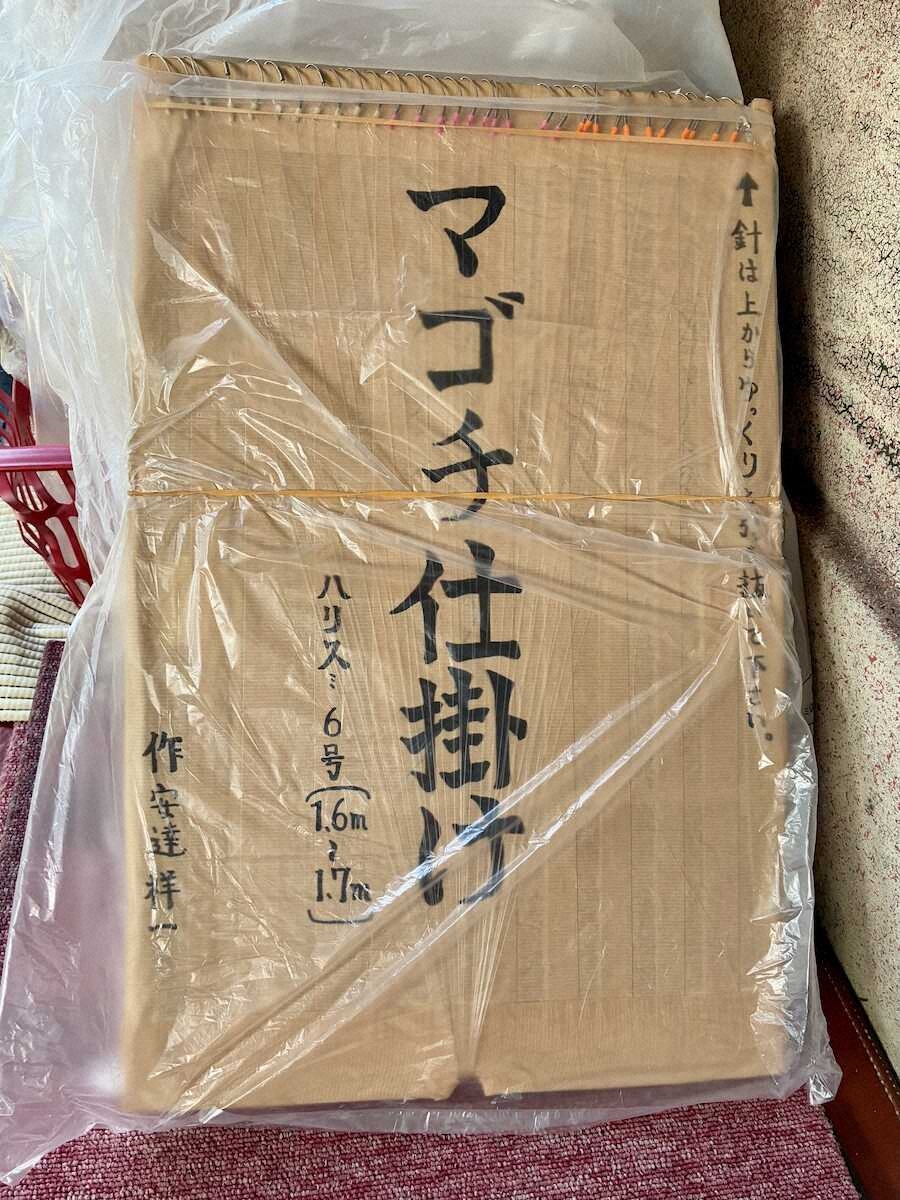 ↑針は上からゆっくり 抜いて下さい。
マゴチ仕掛け
ハリス：6号(1.6m〜1.7m)
作 安達祥一